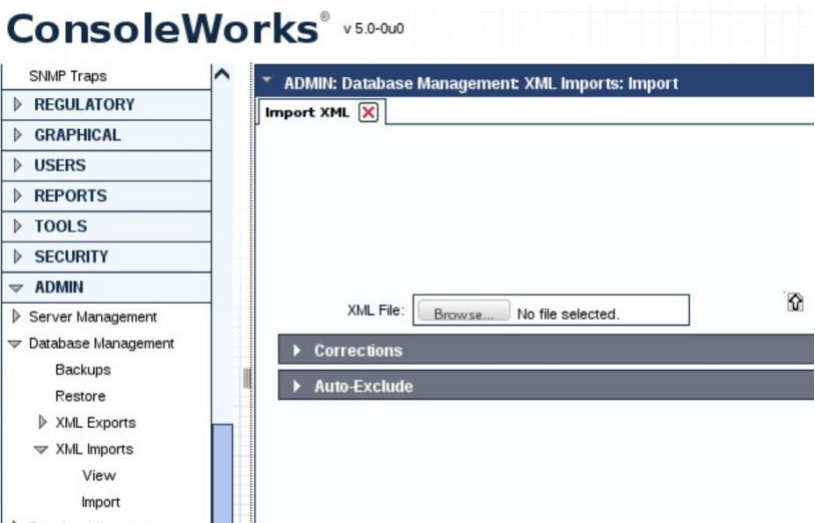 ConsoleWorks® v 5.0-0u0
SNMP Traps
REGULATORY
GRAPHICAL
USERS
REPORTS
TOOLS
SECURITY
ADMIN
Server Management
Database Management
Backups
Restore
XML Exports
XML Imports
View
Import
ADMIN: Database Management: XML Imports: Import
Import XML
XML File: Browse... No file selected.
Corrections
Auto-Exclude